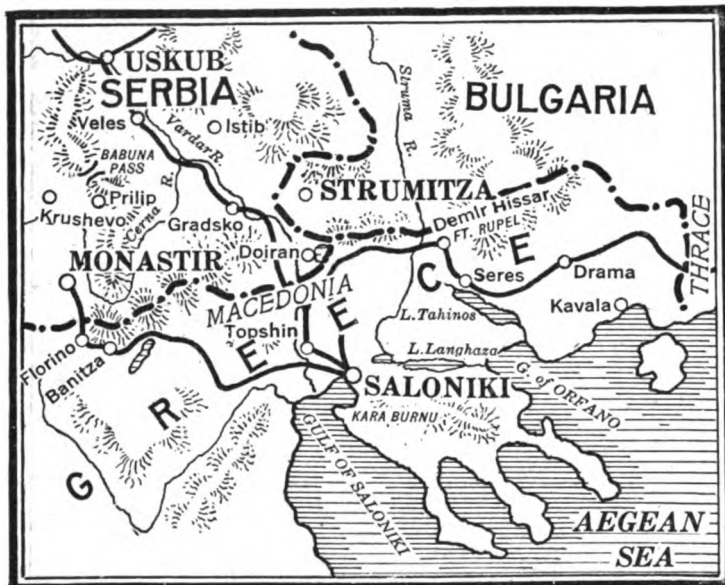 USKUB
SERBIA
BULGARIA
Veles
Istib
Vardar R.
Struma R.
BABUNA
PASS
Prilip
Krushevo
Cerna R.
STRUMITZA
Gradsko
Demir Hissar
FT. RUPEL
MONASTIR
Doiran
Seres
Drama
THRACE
MACEDONIA
Kavala
Topshin
L. Tahinos
L. Langhaza
Florino
Banitza
SALONIKI
G. of ORFANO
KARA BURNU
GREECE
GULF OF SALONIKI
AEGEAN
SEA